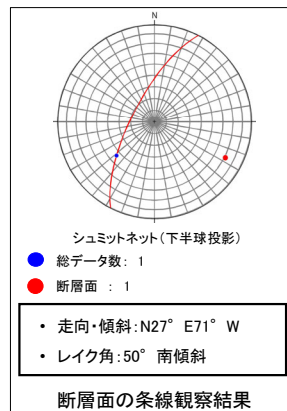 N
シュミットネット(下半球投影)
総データ数: 1
断層面 : 1
• 走向・傾斜:N27° E71° W
• レイク角:50° 南傾斜
断層面の条線観察結果